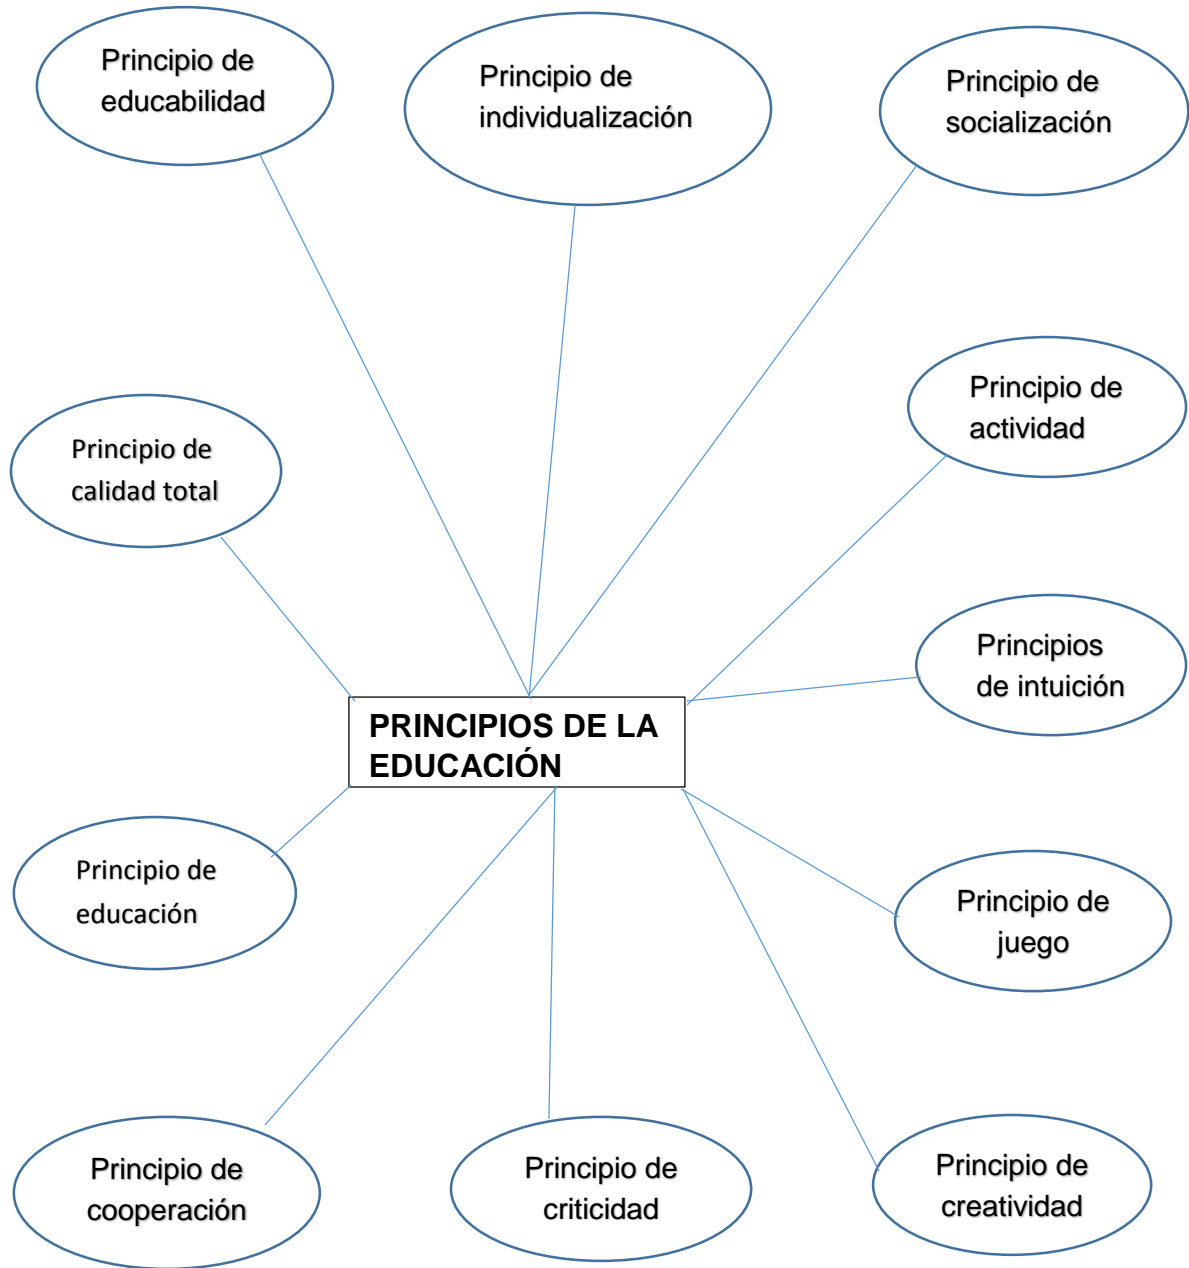 Principio de
educabilidad
Principio de
individualización
Principio de
socialización
Principio de
actividad
Principio de
calidad total
Principios
de intuición
PRINCIPIOS DE LA
EDUCACIÓN
Principio de
educación
Principio de
juego
Principio de
cooperación
Principio de
criticidad
Principio de
creatividad